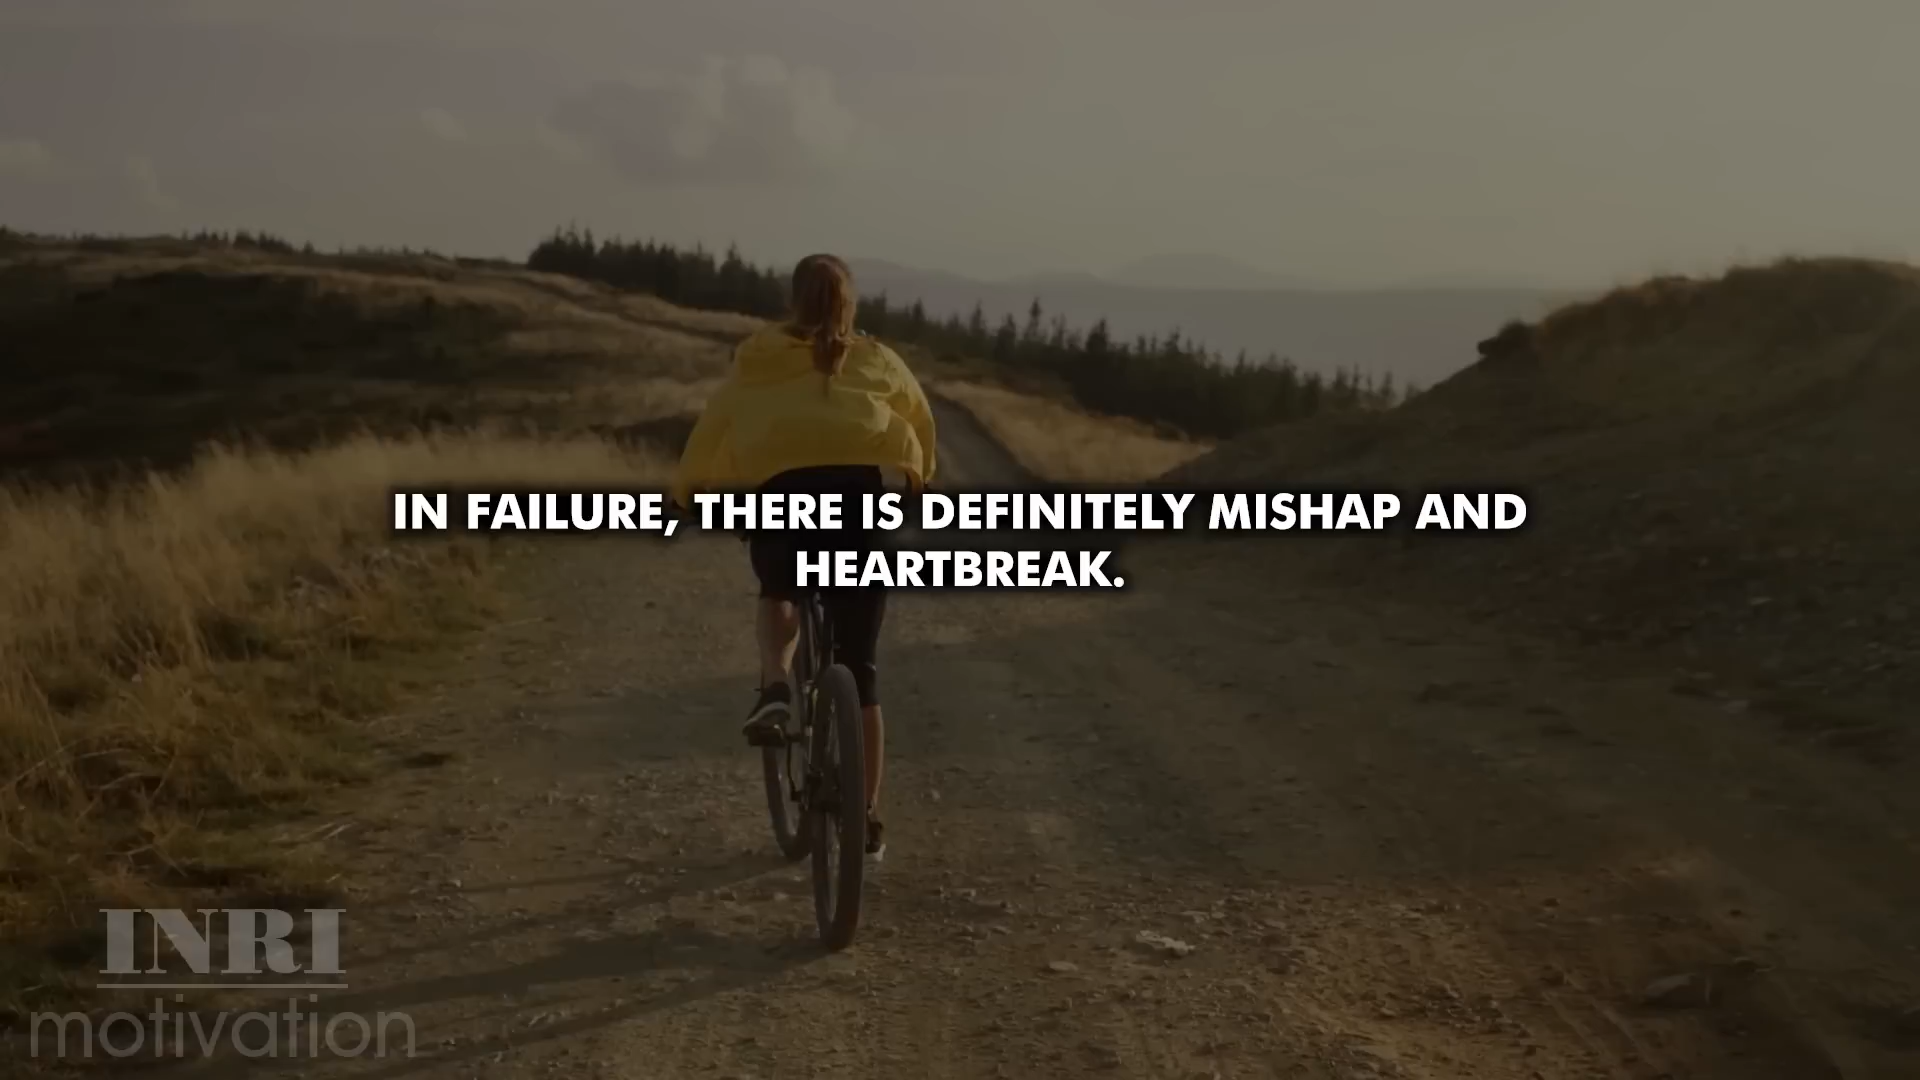 IN FAILURE, THERE IS DEFINITELY MISHAP AND
HEARTBREAK.
INRI
motivation